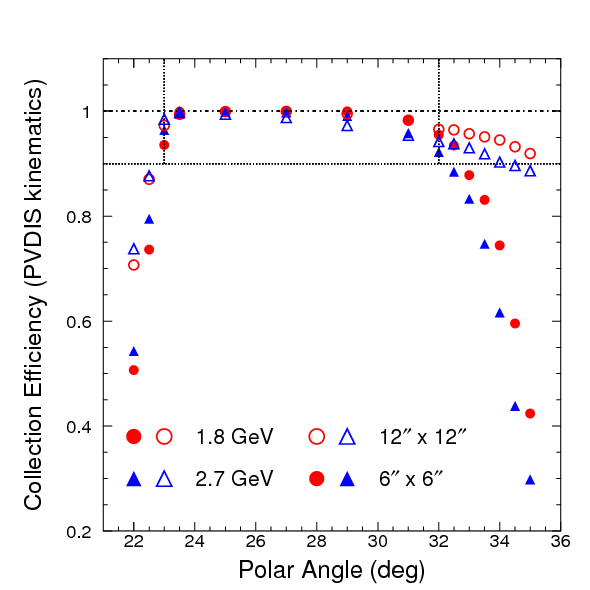 Collection Efficiency (PVDIS kinematics)
1
0.8
0.6
0.4
0.2
1.8 GeV 12″ x 12″
2.7 GeV 6″ x 6″
22 24 26 28 30 32 34 36
Polar Angle (deg)